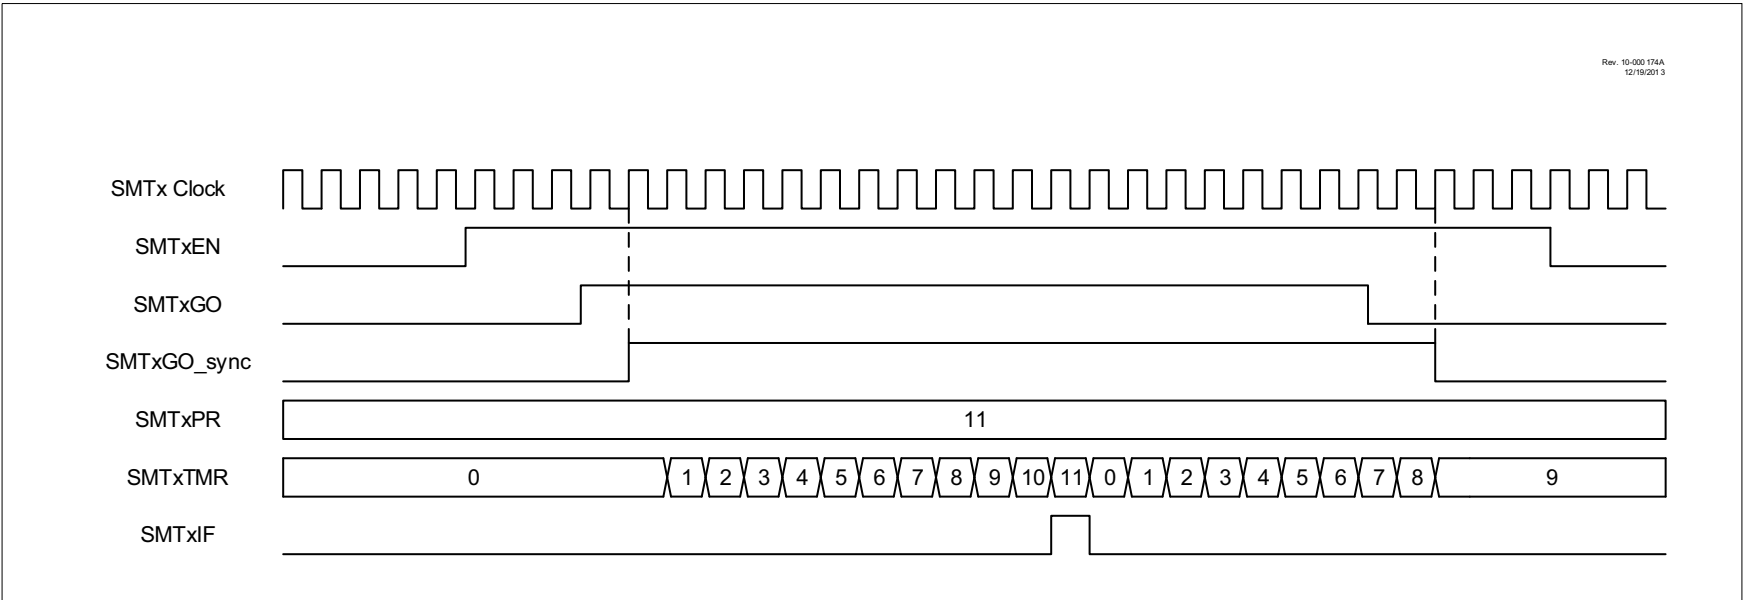 Rev. 10-000 174A
12/19/201 3
SMTx Clock
SMTxEN
SMTxGO
SMTxGO_sync
SMTxPR 11
SMTxTMR 0 1 2 3 4 5 6 7 8 9 10 11 0 1 2 3 4 5 6 7 8 9
SMTxIF